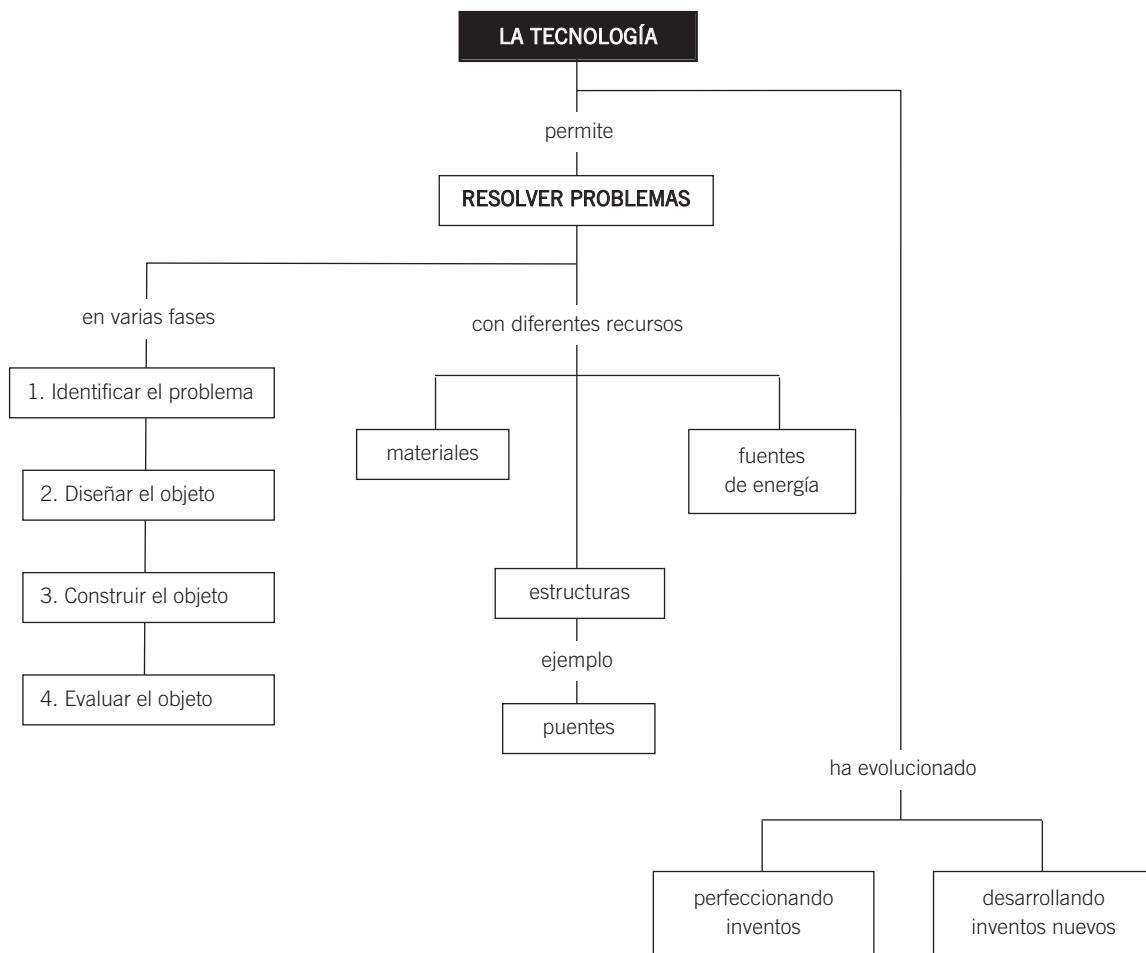 LA TECNOLOGÍA
permite
RESOLVER PROBLEMAS
en varias fases
1. Identificar el problema
2. Diseñar el objeto
3. Construir el objeto
4. Evaluar el objeto
con diferentes recursos
materiales
fuentes
de energía
estructuras
ejemplo
puentes
ha evolucionado
perfeccionando
inventos
desarrollando
inventos nuevos